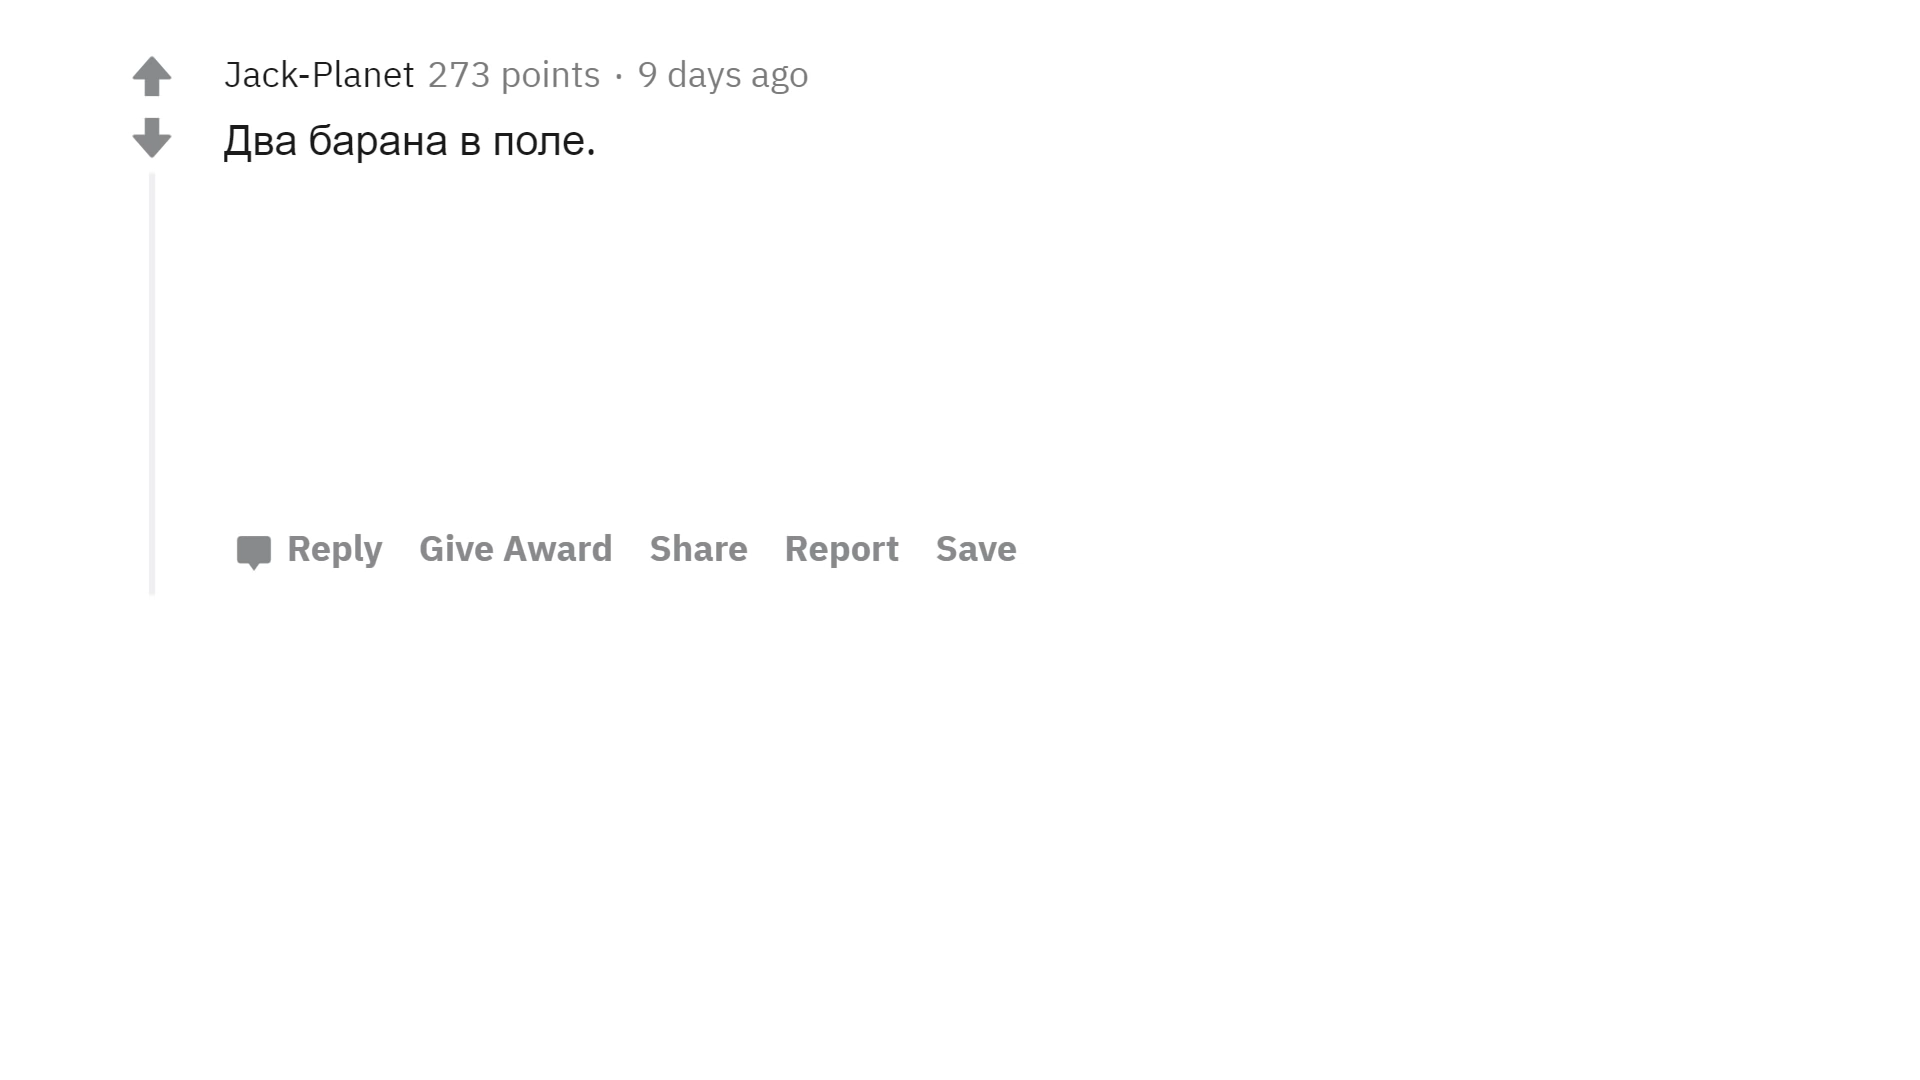 Jack-Planet 273 points · 9 days ago
Два барана в поле.
Reply Give Award Share Report Save